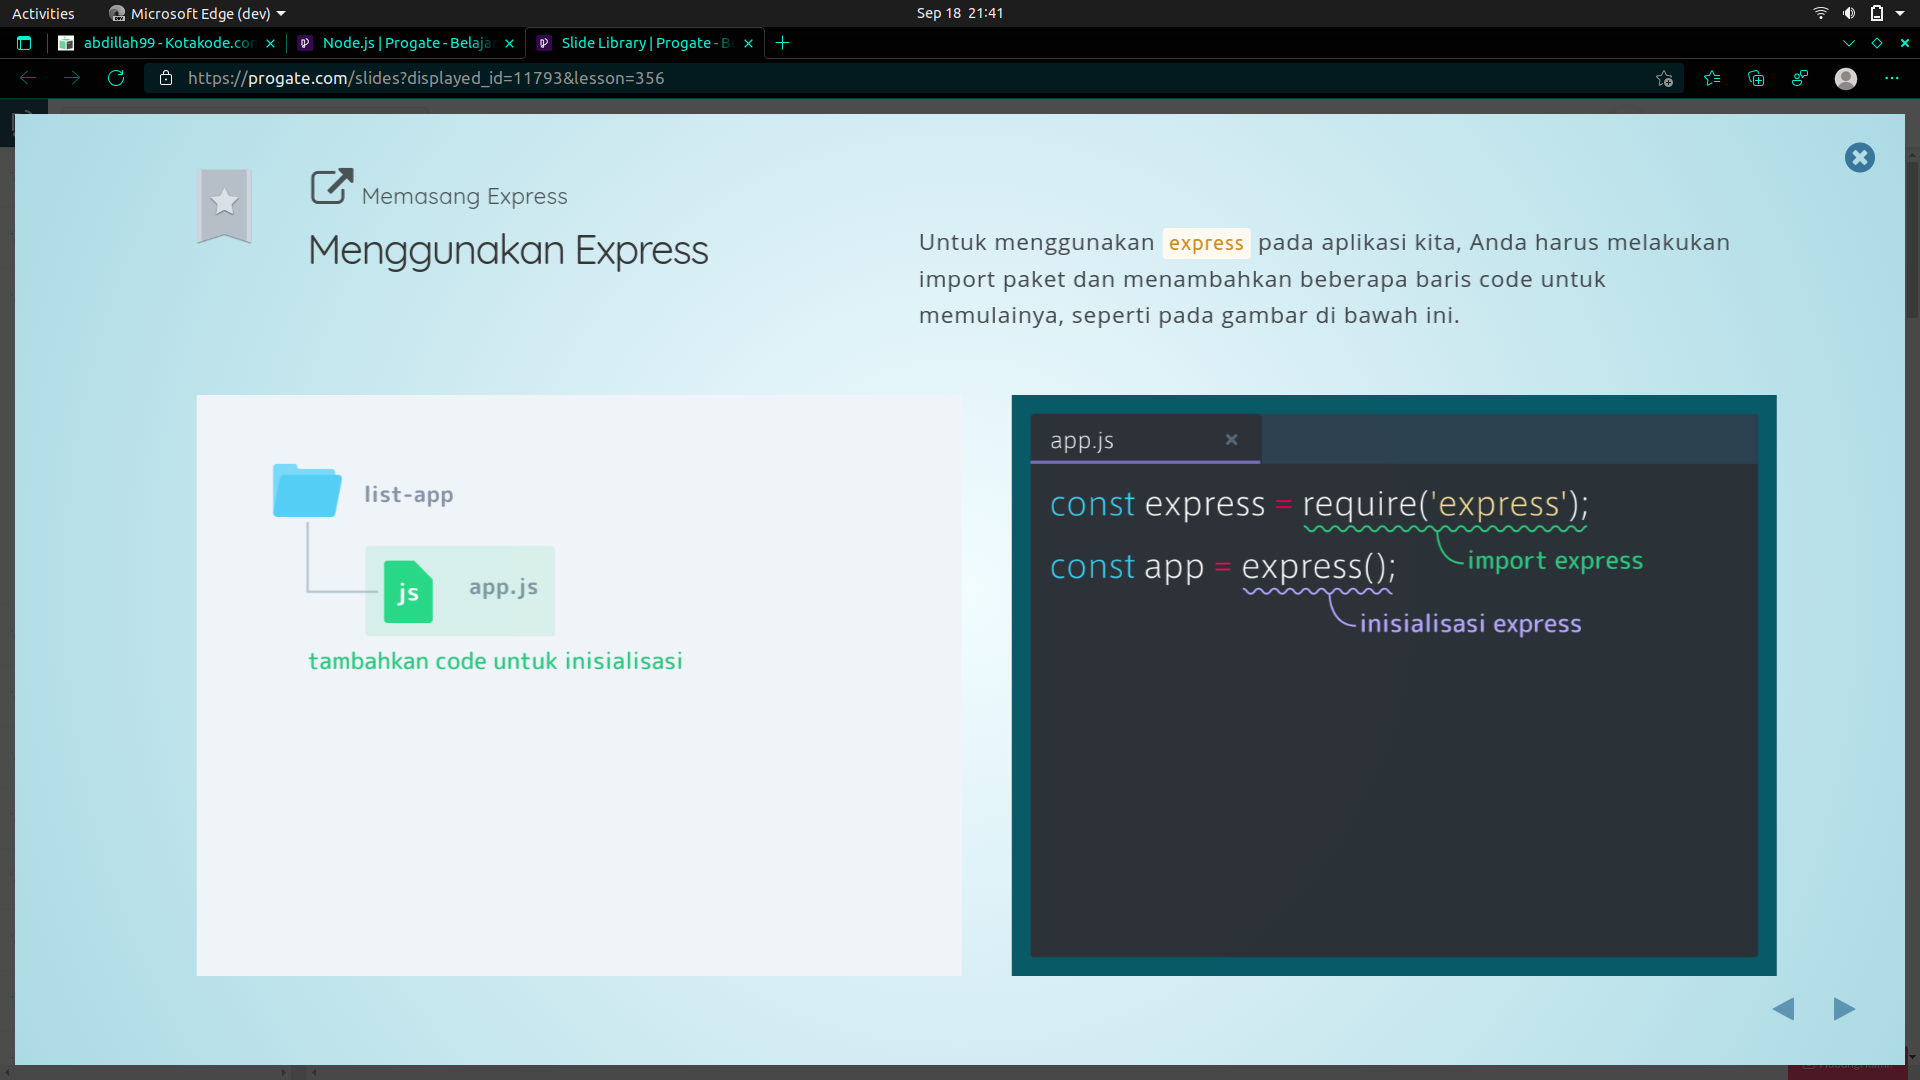 Activities
Microsoft Edge (dev)
Sep 18 21:41
abdillah99 - Kotakode.co
Node.js | Progate - Belaja
Slide Library | Progate - B
https://progate.com/slides?displayed_id=11793&lesson=356
Memasang Express
Menggunakan Express
Untuk menggunakan express pada aplikasi kita, Anda harus melakukan
import paket dan menambahkan beberapa baris code untuk
memulainya, seperti pada gambar di bawah ini.
list-app
js
app.js
tambahkan code untuk inisialisasi
app.js
const express = require('express');
import express
const app = express();
inisialisasi express